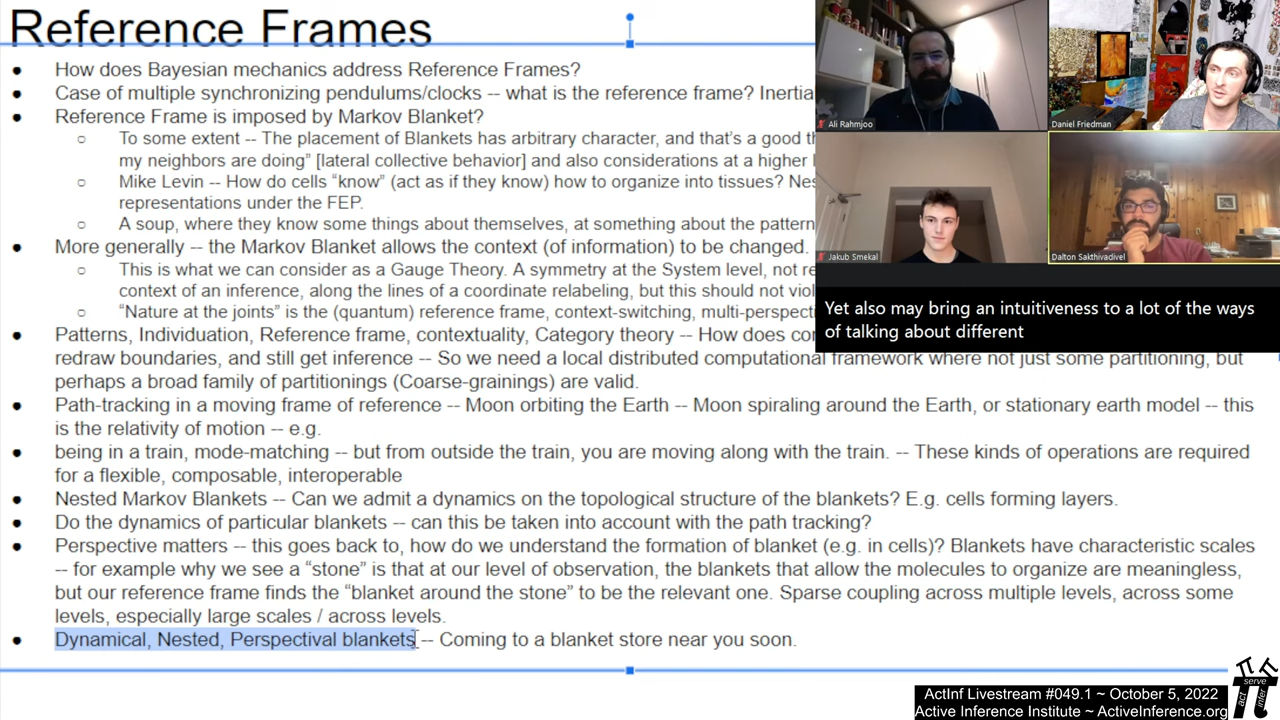 Reference Frames
● How does Bayesian mechanics address Reference Frames?
● Case of multiple synchronizing pendulums/clocks -- what is the reference frame? Inertia
● Reference Frame is imposed by Markov Blanket?
○ To some extent -- The placement of Blankets has arbitrary character, and that's a good th
my neighbors are doing" [lateral collective behavior] and also considerations at a higher l
○ Mike Levin -- How do cells "know" (act as if they know) how to organize into tissues? Nes
representations under the FEP.
○ A soup, where they know some things about themselves, at something about the pattern
● More generally -- the Markov Blanket allows the context (of information) to be changed.
○ This is what we can consider as a Gauge Theory. A symmetry at the System level, not re
context of an inference, along the lines of a coordinate relabeling, but this should not viol
○ "Nature at the joints" is the (quantum) reference frame, context-switching, multi-perspecti
● Patterns, Individuation, Reference frame, contextuality, Category theory -- How does con
redraw boundaries, and still get inference -- So we need a local distributed computational framework where not just some partitioning, but
perhaps a broad family of partitionings (Coarse-grainings) are valid.
● Path-tracking in a moving frame of reference -- Moon orbiting the Earth -- Moon spiraling around the Earth, or stationary earth model -- this
is the relativity of motion -- e.g.
● being in a train, mode-matching -- but from outside the train, you are moving along with the train. -- These kinds of operations are required
for a flexible, composable, interoperable
● Nested Markov Blankets -- Can we admit a dynamics on the topological structure of the blankets? E.g. cells forming layers.
● Do the dynamics of particular blankets -- can this be taken into account with the path tracking?
● Perspective matters -- this goes back to, how do we understand the formation of blanket (e.g. in cells)? Blankets have characteristic scales
-- for example why we see a "stone" is that at our level of observation, the blankets that allow the molecules to organize are meaningless,
but our reference frame finds the "blanket around the stone" to be the relevant one. Sparse coupling across multiple levels, across some
levels, especially large scales / across levels.
● Dynamical, Nested, Perspectival blankets -- Coming to a blanket store near you soon.
Ali Rahmjoo
Daniel Friedman
Jakub Smekal
Dalton Sakthivadivel
Yet also may bring an intuitiveness to a lot of the ways
of talking about different
serve
act
infer
ActInf Livestream #049.1 ~ October 5, 2022
Active Inference Institute ~ ActiveInference.org